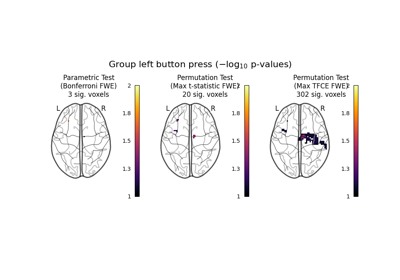 Group left button press (−log₁₀ p-values)
Parametric Test
(Bonferroni FWE)
3 sig. voxels
Permutation Test
(Max t-statistic FWE)
20 sig. voxels
Permutation Test
(Max TFCE FWE)
302 sig. voxels
L R
2
1.8
1.5
1.3
1
L R
2
1.8
1.5
1.3
1
L R
2
1.8
1.5
1.3
1